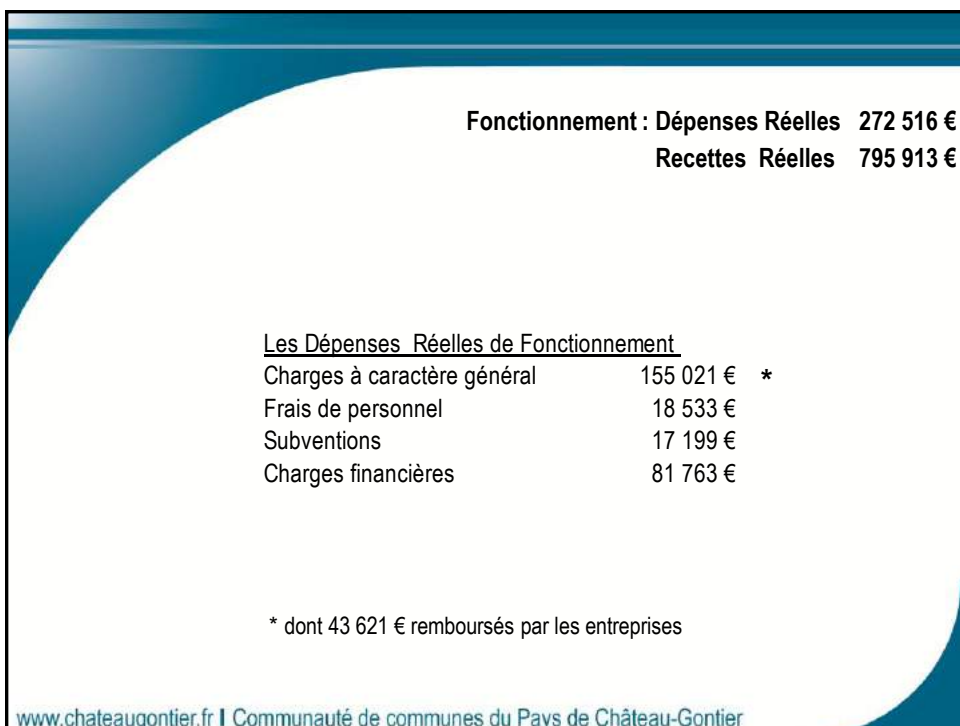 Fonctionnement : Dépenses Réelles 272 516 €
Recettes Réelles 795 913 €
Les Dépenses Réelles de Fonctionnement
Charges à caractère général 155 021 € *
Frais de personnel 18 533 €
Subventions 17 199 €
Charges financières 81 763 €
* dont 43 621 € remboursés par les entreprises
www.chateaugontier.fr I Communauté de communes du Pays de Château-Gontier